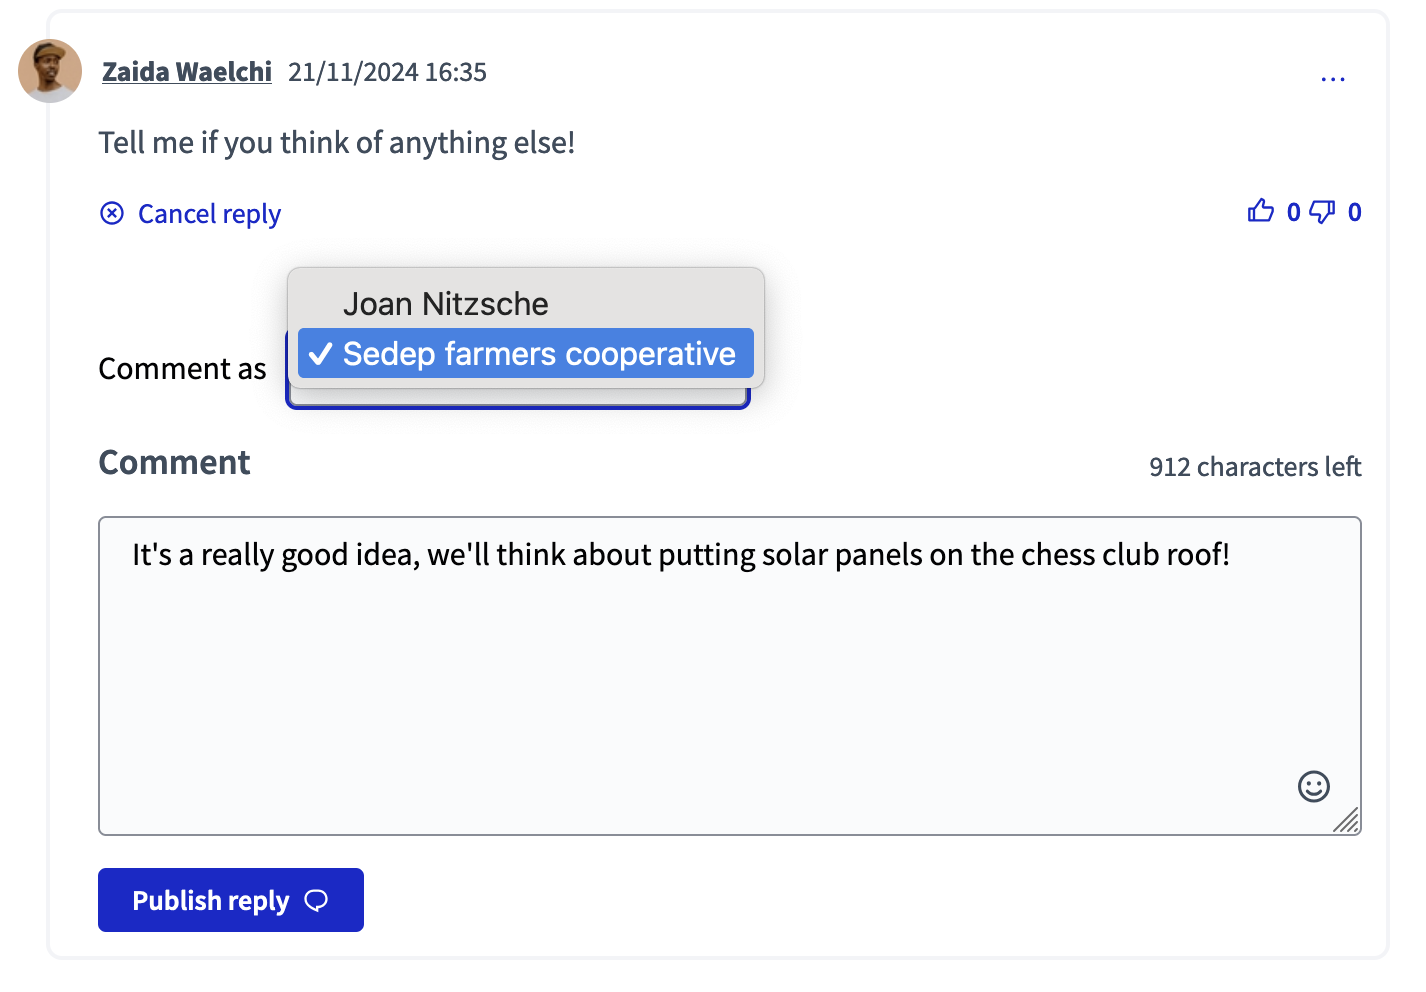 Zaida Waelchi 21/11/2024 16:35
...
Tell me if you think of anything else!
Cancel reply
0 0
Joan Nitzsche
Comment as ✓ Sedep farmers cooperative
Comment
912 characters left
It's a really good idea, we'll think about putting solar panels on the chess club roof!
Publish reply